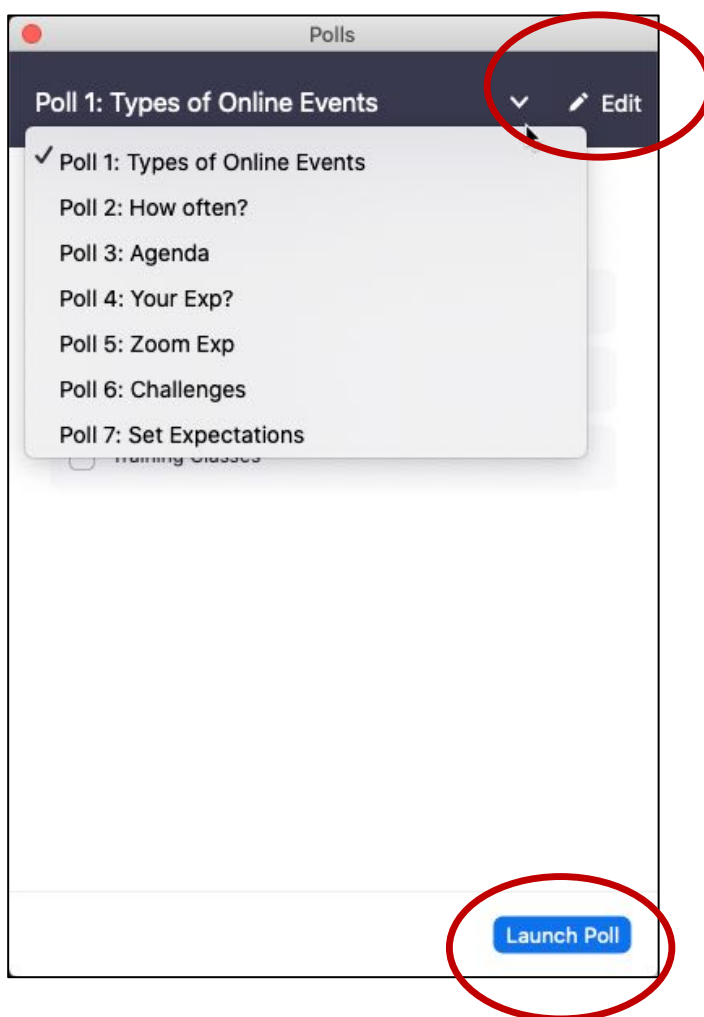 Polls
Poll 1: Types of Online Events
Edit
Poll 1: Types of Online Events
Poll 2: How often?
Poll 3: Agenda
Poll 4: Your Exp?
Poll 5: Zoom Exp
Poll 6: Challenges
Poll 7: Set Expectations
Training Classes
Launch Poll